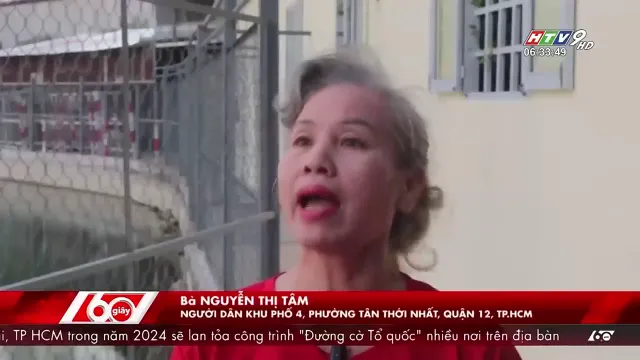 HTV9 HD
06:33:49
60 giây
Bà NGUYỄN THỊ TÂM
NGƯỜI DÂN KHU PHỐ 4, PHƯỜNG TÂN THỚI NHẤT, QUẬN 12, TP.HCM
i, TP HCM trong năm 2024 sẽ lan tỏa công trình "Đường cờ Tổ quốc" nhiều nơi trên địa bàn
60